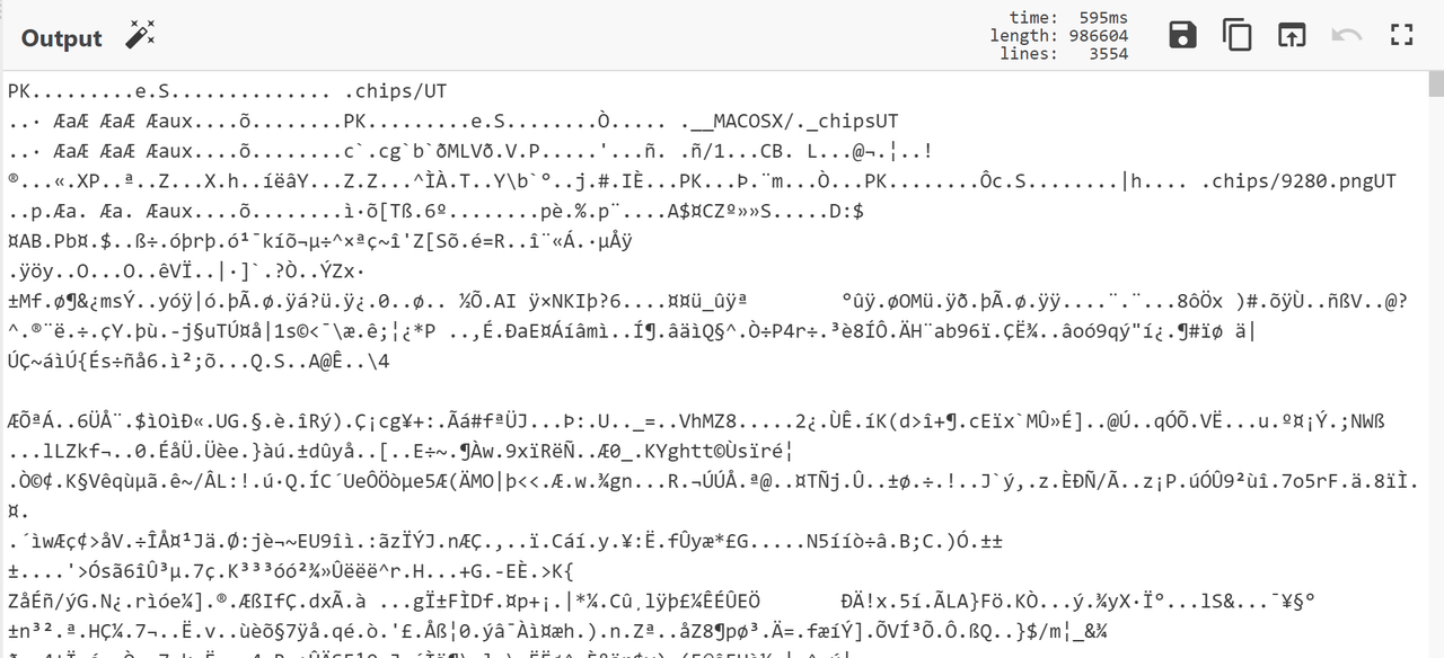 Output
time: 595ms
length: 986604
lines: 3554
PK.........e.S.............. .chips/UT
..· ÆaÆ ÆaÆ Æaux....õ........PK.........e.S........Ò..... .__MACOSX/._chipsUT
..· ÆaÆ ÆaÆ Æaux....õ........c`.cg`b`ðMLVð.V.P.....'...ñ. .ñ/1...CB. L...@¬.¦..!
®...«.XP..ª..Z...X.h..íëâY...Z.Z...^ÌÀ.T..Y\b`°..j.#.IÈ...PK...Þ.¨m...Ò...PK........Ôc.S........|h.... .chips/9280.pngUT
..p.Æa. Æa. Æaux....õ........ì·õ[Tß.6º........pè.%.p¨....A$¤CZº»»S.....D:$
¤AB.Pb¤.$..ß÷.óþrþ.ó¹¯kíõ¬µ÷^×ªç~î'Z[Sõ.é=R..î¨«Á.·µÅÿ
.ÿöy..O...O..êVÏ..|·]`.?Ò..ÝZx·
±Mf.ø¶&¿msÝ..yóÿ|ó.þÃ.ø.ÿá?ü.ÿ¿.0..ø.. ½Õ.AI ÿ×NKIþ?6....¤¤ü_ûÿª °ûÿ.øOMü.ÿð.þÃ.ø.ÿÿ....¨.¨...8ôÖx )#.õÿÙ..ñßV..@?
^.®¨ë.÷.çY.þù.-j§uTÚ¤å|1s©<¯\æ.ê;¦¿*P ..,É.ÐaE¤Áíâmì..Í¶.âäìQ§^.Ò÷P4r÷.³è8ÍÔ.ÄH¨ab96ï.ÇË¾..âoó9qý"í¿.¶#ïø ä|
ÚÇ~áìÚ{És÷ñå6.ì²;õ...Q.S..A@Ê..\4
ÆÕªÁ..6ÜÅ¨.$ìOìÐ«.UG.§.è.îRý).Ç¡cg¥+:.Ãá#fªÜJ...Þ:.U.._=..VhMZ8.....2¿.ÙÊ.íK(d>î+¶.cEïx`MÛ»É]..@Ú..qÓÕ.VË...u.º¤¡Ý.;NWß
...lLZkf¬..0.ÉåÜ.Üèe.}àú.±dûyå..[..E÷~.¶Àw.9xïRëÑ..Æ0_.KYghtt©Ùsïré¦
.Ò©¢.K§Vêqùµã.ê~/ÂL:!.ú·Q.ÍC´UeÔÖòµe5Æ(ÄMO|þ<<.Æ.w.¾gn...R.¬ÚÚÅ.ª@..¤TÑj.Û..±ø.÷.!..J`ý,.z.ÈÐÑ/Ã..z¡P.úÓÛ9²ùî.7o5rF.ä.8ïÌ.
¤.
.´ìwÆç¢>åV.÷ÎÅ¤¹Jä.Ø:jè¬~EU9îì.:ãzÏÝJ.nÆÇ.,..ï.Cáí.y.¥:Ë.fÛyæ*£G.....N5ííò÷â.B;C.)Ó.±±
±....'>Ósã6îÛ³µ.7ç.K³³³óó²¾»Ûëëë^r.H...+G.-EÈ.>K{
ZåÉñ/ýG.N¿.rìóe¼].®.ÆßIfÇ.dxÃ.à ...gÏ±FÌDf.¤p+¡.|*¼.Cû¸lÿþ£¼ÊÉÛEÖ ÐÄ!x.5í.ÃLA}Fö.KÒ...ý.¾yX·Ï°...lS&...¯¥§°
±n³².ª.HÇ¼.7¬..Ë.v..ùèõ§7ÿå.qé.ò.'£.Åß¦0.ýâ¯Àì¤æh.).n.Zª..åZ8¶pø³.Ä=.fæíÝ].ÕVÍ³Õ.Ô.ßQ..}$/m¦_&¾